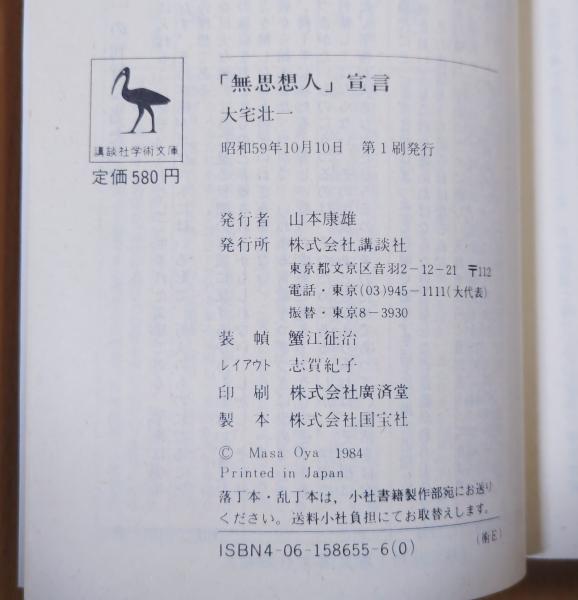 講談社学術文庫
定価580円
「無思想人」宣言
大宅壮一
昭和59年10月10日 第1刷発行
発行者 山本康雄
発行所 株式会社講談社
東京都文京区音羽2-12-21 〒112
電話・東京(03)945-1111(大代表)
振替・東京8-3930
装幀 蟹江征治
レイアウト 志賀紀子
印刷 株式会社廣済堂
製本 株式会社国宝社
© Masa Oya 1984
Printed in Japan
落丁本・乱丁本は、小社書籍製作部宛にお送り
ください。送料小社負担にてお取替えします。
ISBN4-06-158655-6(0)
(術E)